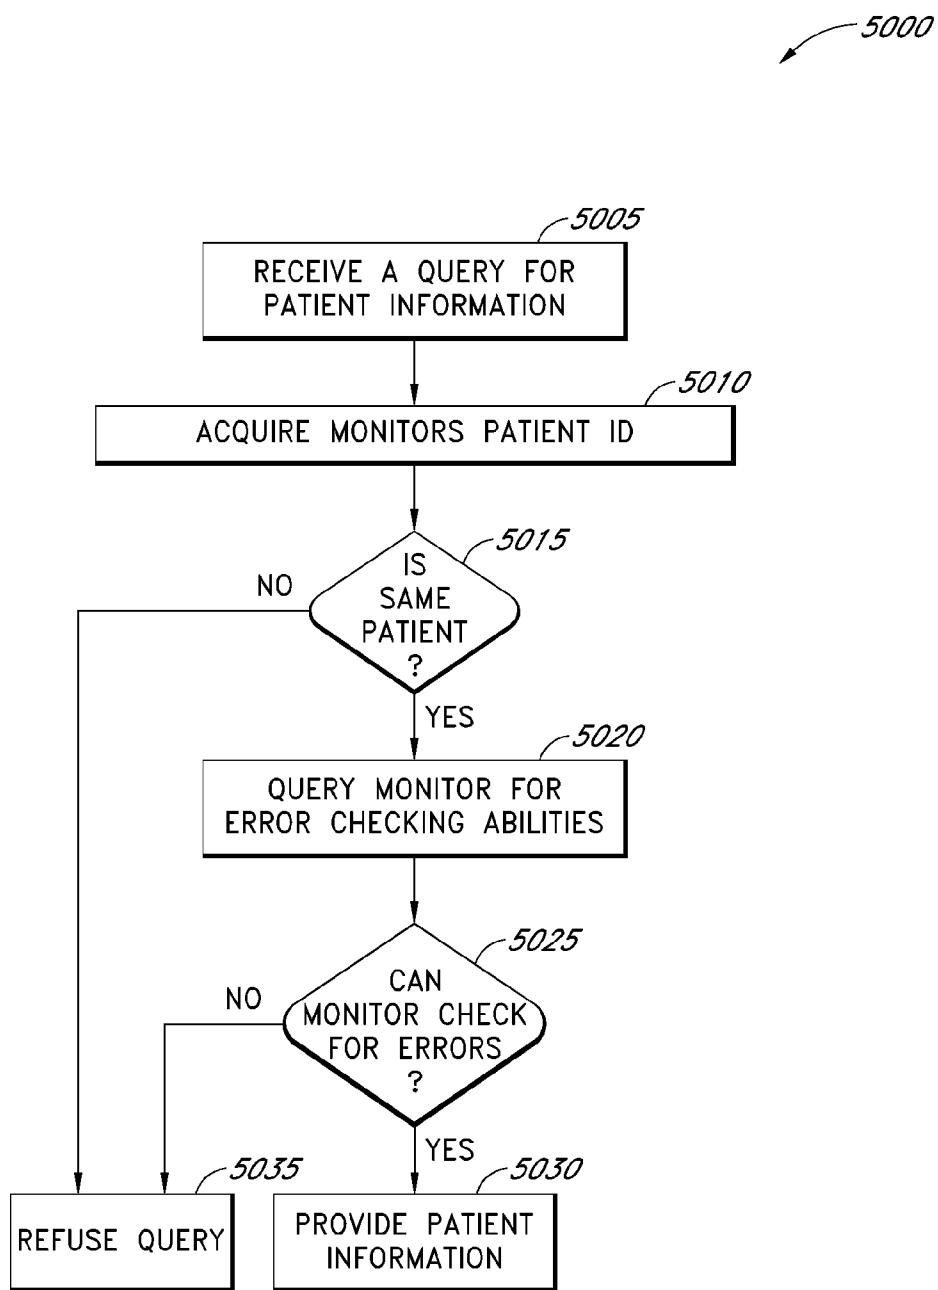 5000
5005
RECEIVE A QUERY FOR
PATIENT INFORMATION
5010
ACQUIRE MONITORS PATIENT ID
5015
IS
SAME
PATIENT
?
NO
YES
5020
QUERY MONITOR FOR
ERROR CHECKING ABILITIES
5025
CAN
MONITOR CHECK
FOR ERRORS
?
NO
YES
5035
REFUSE QUERY
5030
PROVIDE PATIENT
INFORMATION